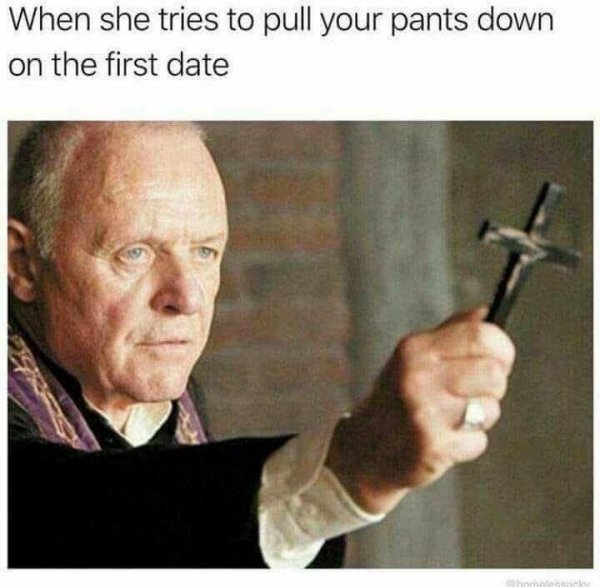 When she tries to pull your pants down
on the first date